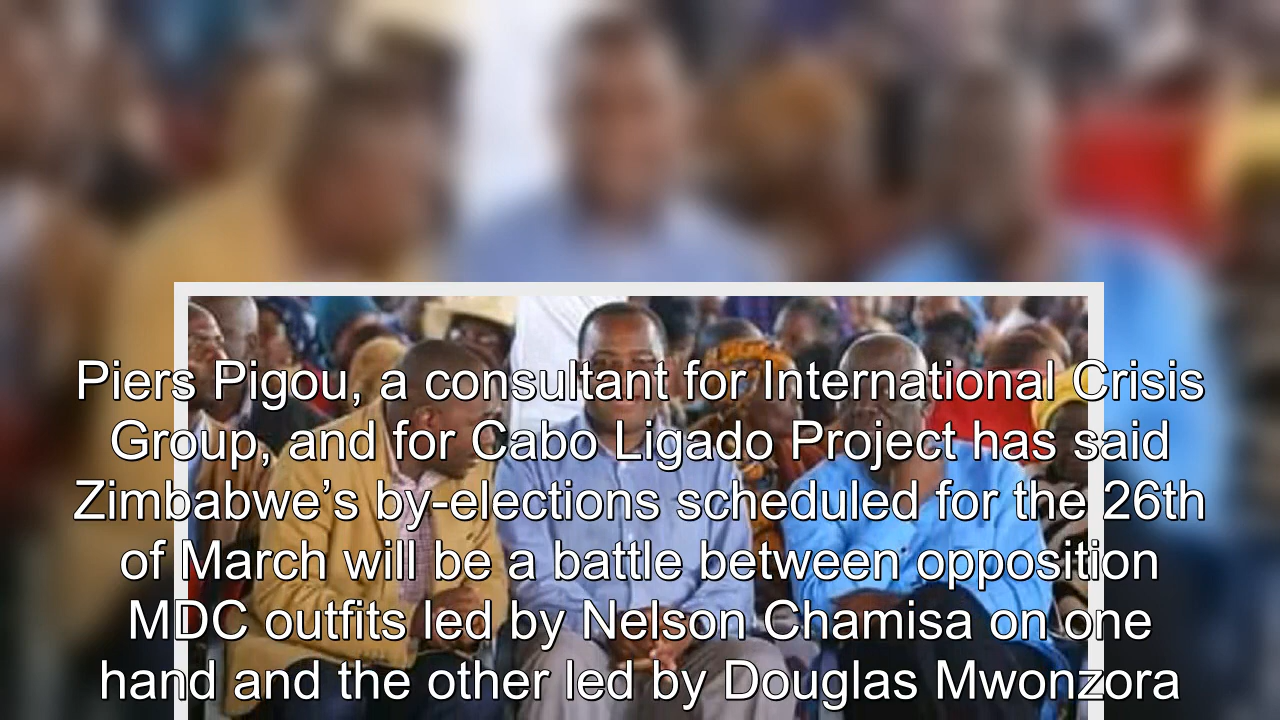 Piers Pigou, a consultant for International Crisis
Group, and for Cabo Ligado Project has said
Zimbabwe’s by-elections scheduled for the 26th
of March will be a battle between opposition
MDC outfits led by Nelson Chamisa on one
hand and the other led by Douglas Mwonzora